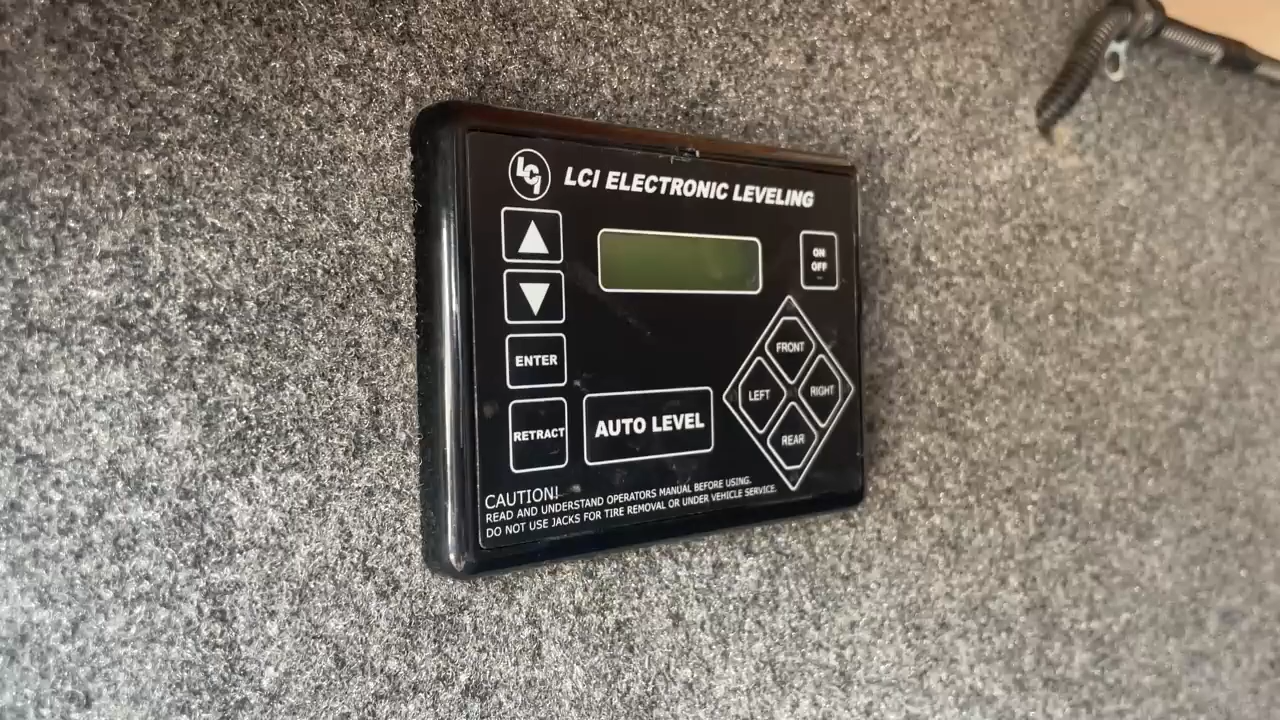 LCI LCI ELECTRONIC LEVELING
ON
OFF
ENTER
FRONT
LEFT
RIGHT
REAR
RETRACT
AUTO LEVEL
CAUTION!
READ AND UNDERSTAND OPERATORS MANUAL BEFORE USING.
DO NOT USE JACKS FOR TIRE REMOVAL OR UNDER VEHICLE SERVICE.